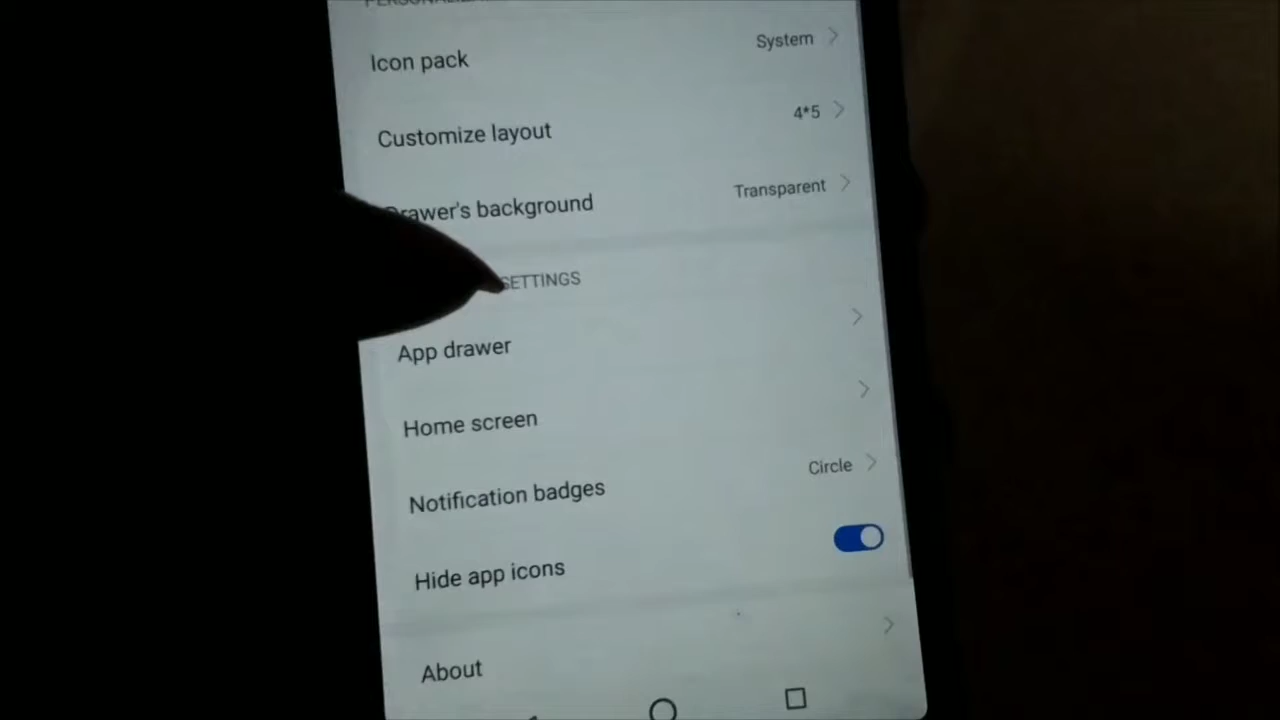 Icon pack
System
Customize layout
4*5
Drawer's background
Transparent
SETTINGS
App drawer
Home screen
Notification badges
Circle
Hide app icons
About